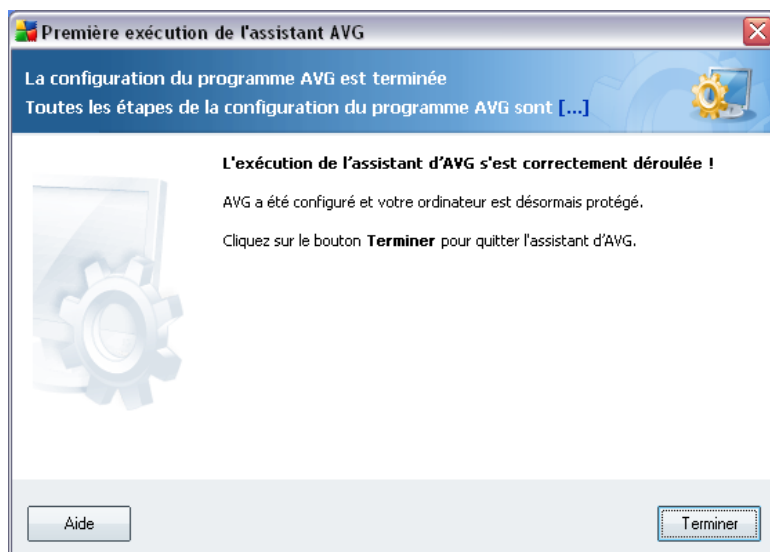 Première exécution de l'assistant AVG
La configuration du programme AVG est terminée
Toutes les étapes de la configuration du programme AVG sont [...]
L'exécution de l'assistant d'AVG s'est correctement déroulée !
AVG a été configuré et votre ordinateur est désormais protégé.
Cliquez sur le bouton Terminer pour quitter l'assistant d'AVG.
Aide
Terminer